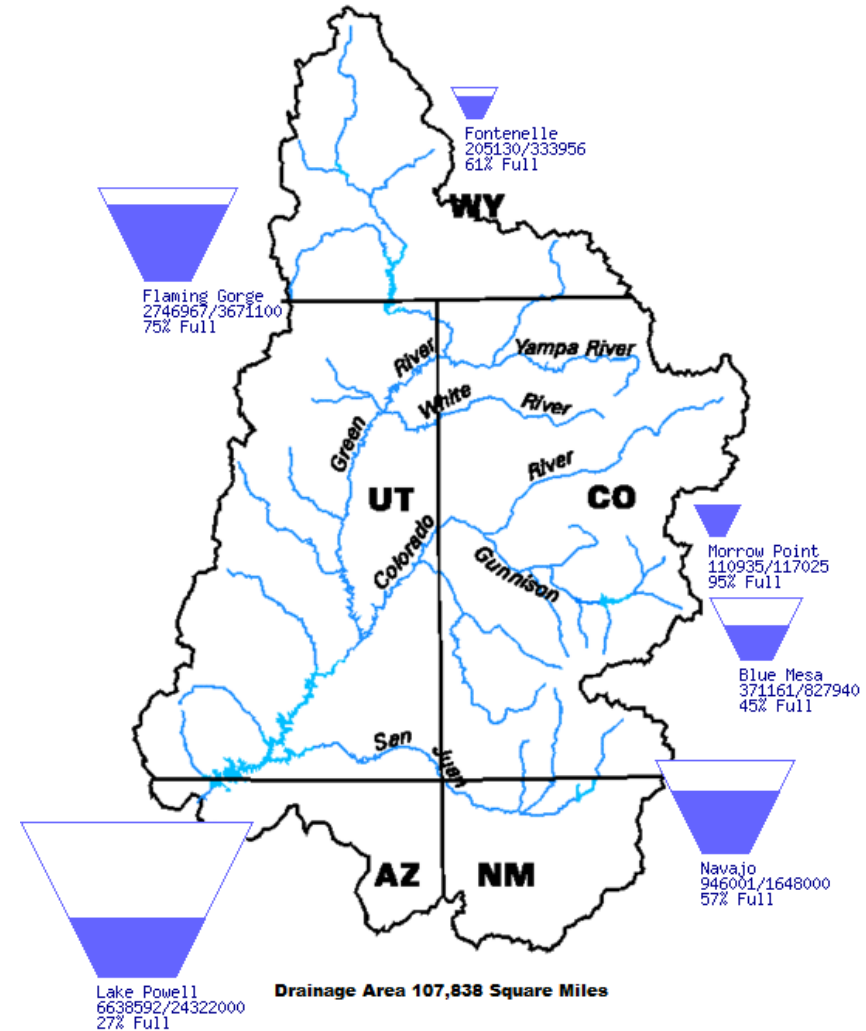 Fontenelle
205130/333956
61% Full
WY
Flaming Gorge
2746967/3671100
75% Full
River
Yampa River
White
River
Green
River
UT
CO
Colorado
Gunnison
Morrow Point
110935/117025
95% Full
Blue Mesa
371161/827940
45% Full
San
Juan
Navajo
946001/1648000
57% Full
AZ
NM
Lake Powell
6638592/24322000
27% Full
Drainage Area 107,838 Square Miles